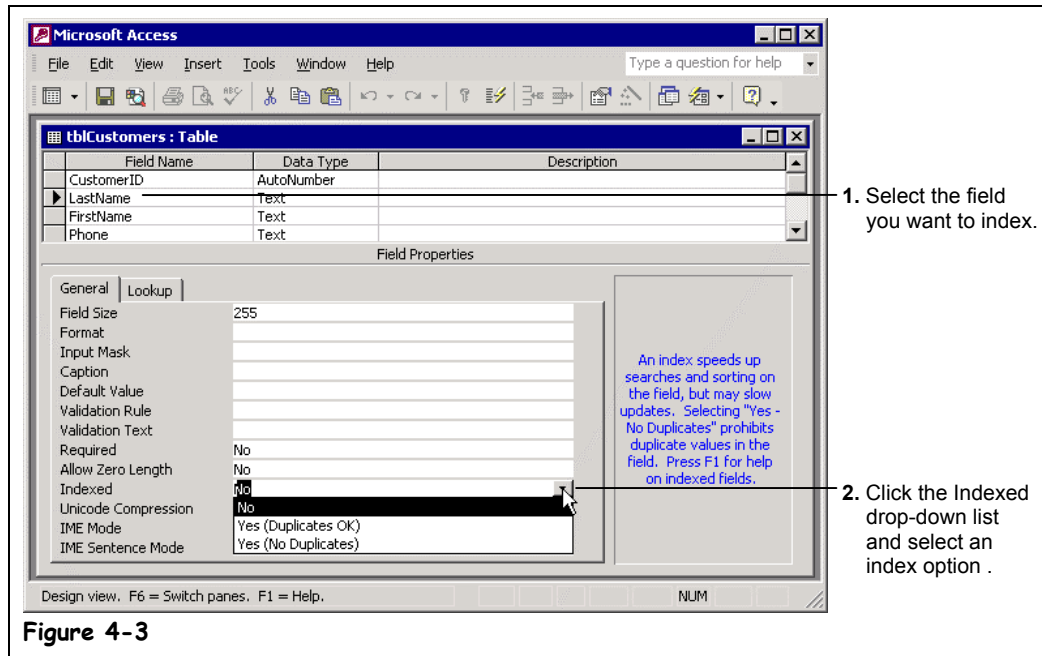 Microsoft Access
File Edit View Insert Tools Window Help
Type a question for help
tblCustomers : Table
Field Name Data Type Description
CustomerID AutoNumber
LastName Text
FirstName Text
Phone Text
Field Properties
General Lookup
Field Size 255
Format
Input Mask
Caption
Default Value
Validation Rule
Validation Text
Required No
Allow Zero Length No
Indexed No
Unicode Compression No
IME Mode Yes (Duplicates OK)
IME Sentence Mode Yes (No Duplicates)
An index speeds up
searches and sorting on
the field, but may slow
updates. Selecting "Yes -
No Duplicates" prohibits
duplicate values in the
field. Press F1 for help
on indexed fields.
Design view. F6 = Switch panes. F1 = Help.
NUM
1. Select the field
you want to index.
2. Click the Indexed
drop-down list
and select an
index option .
Figure 4-3